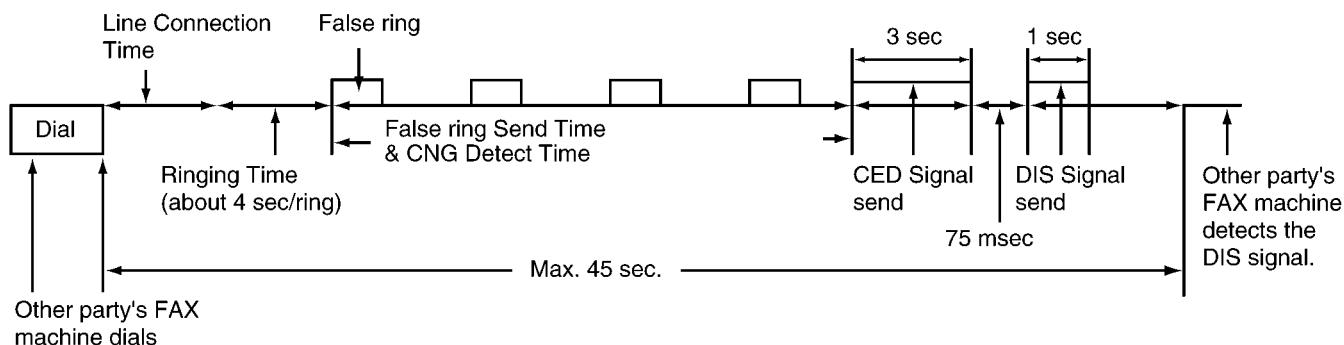 Line Connection
Time
False ring
3 sec
1 sec
Dial
False ring Send Time
& CNG Detect Time
Ringing Time
(about 4 sec/ring)
CED Signal
send
DIS Signal
send
Other party's
FAX machine
detects the
DIS signal.
75 msec
Max. 45 sec.
Other party's FAX
machine dials